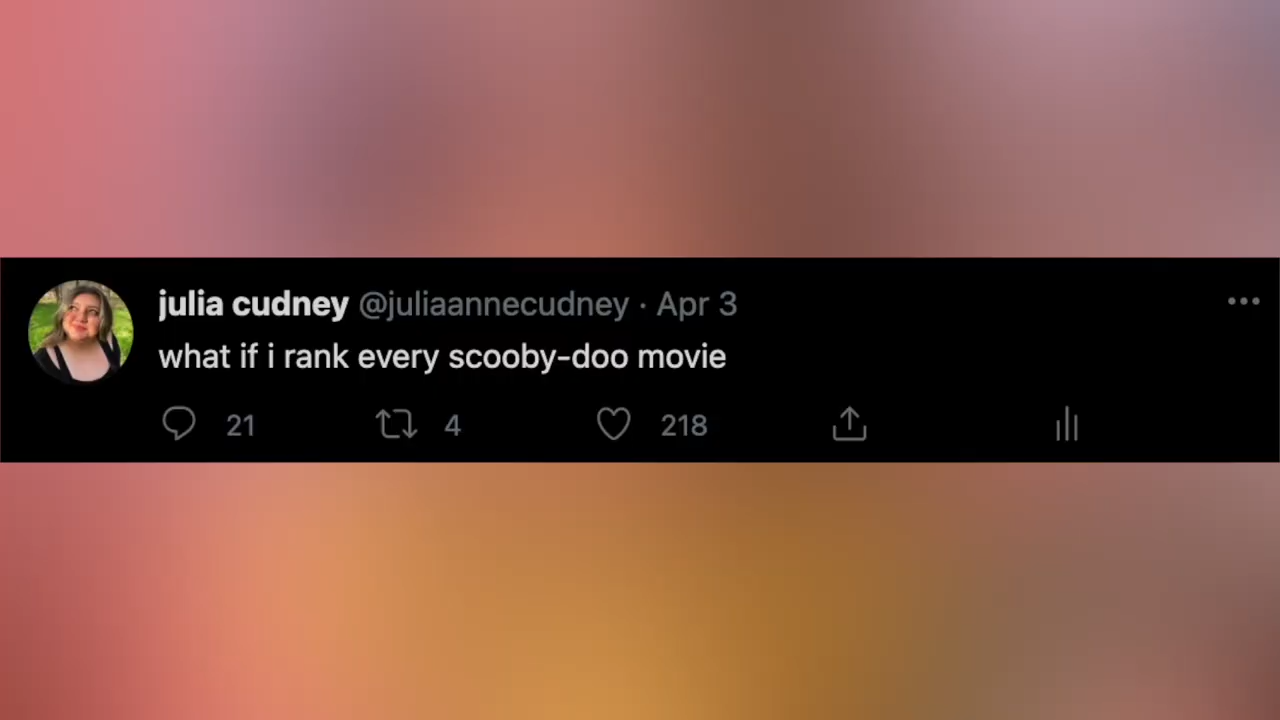 julia cudney @juliaannecudney · Apr 3
what if i rank every scooby-doo movie
21 4 218